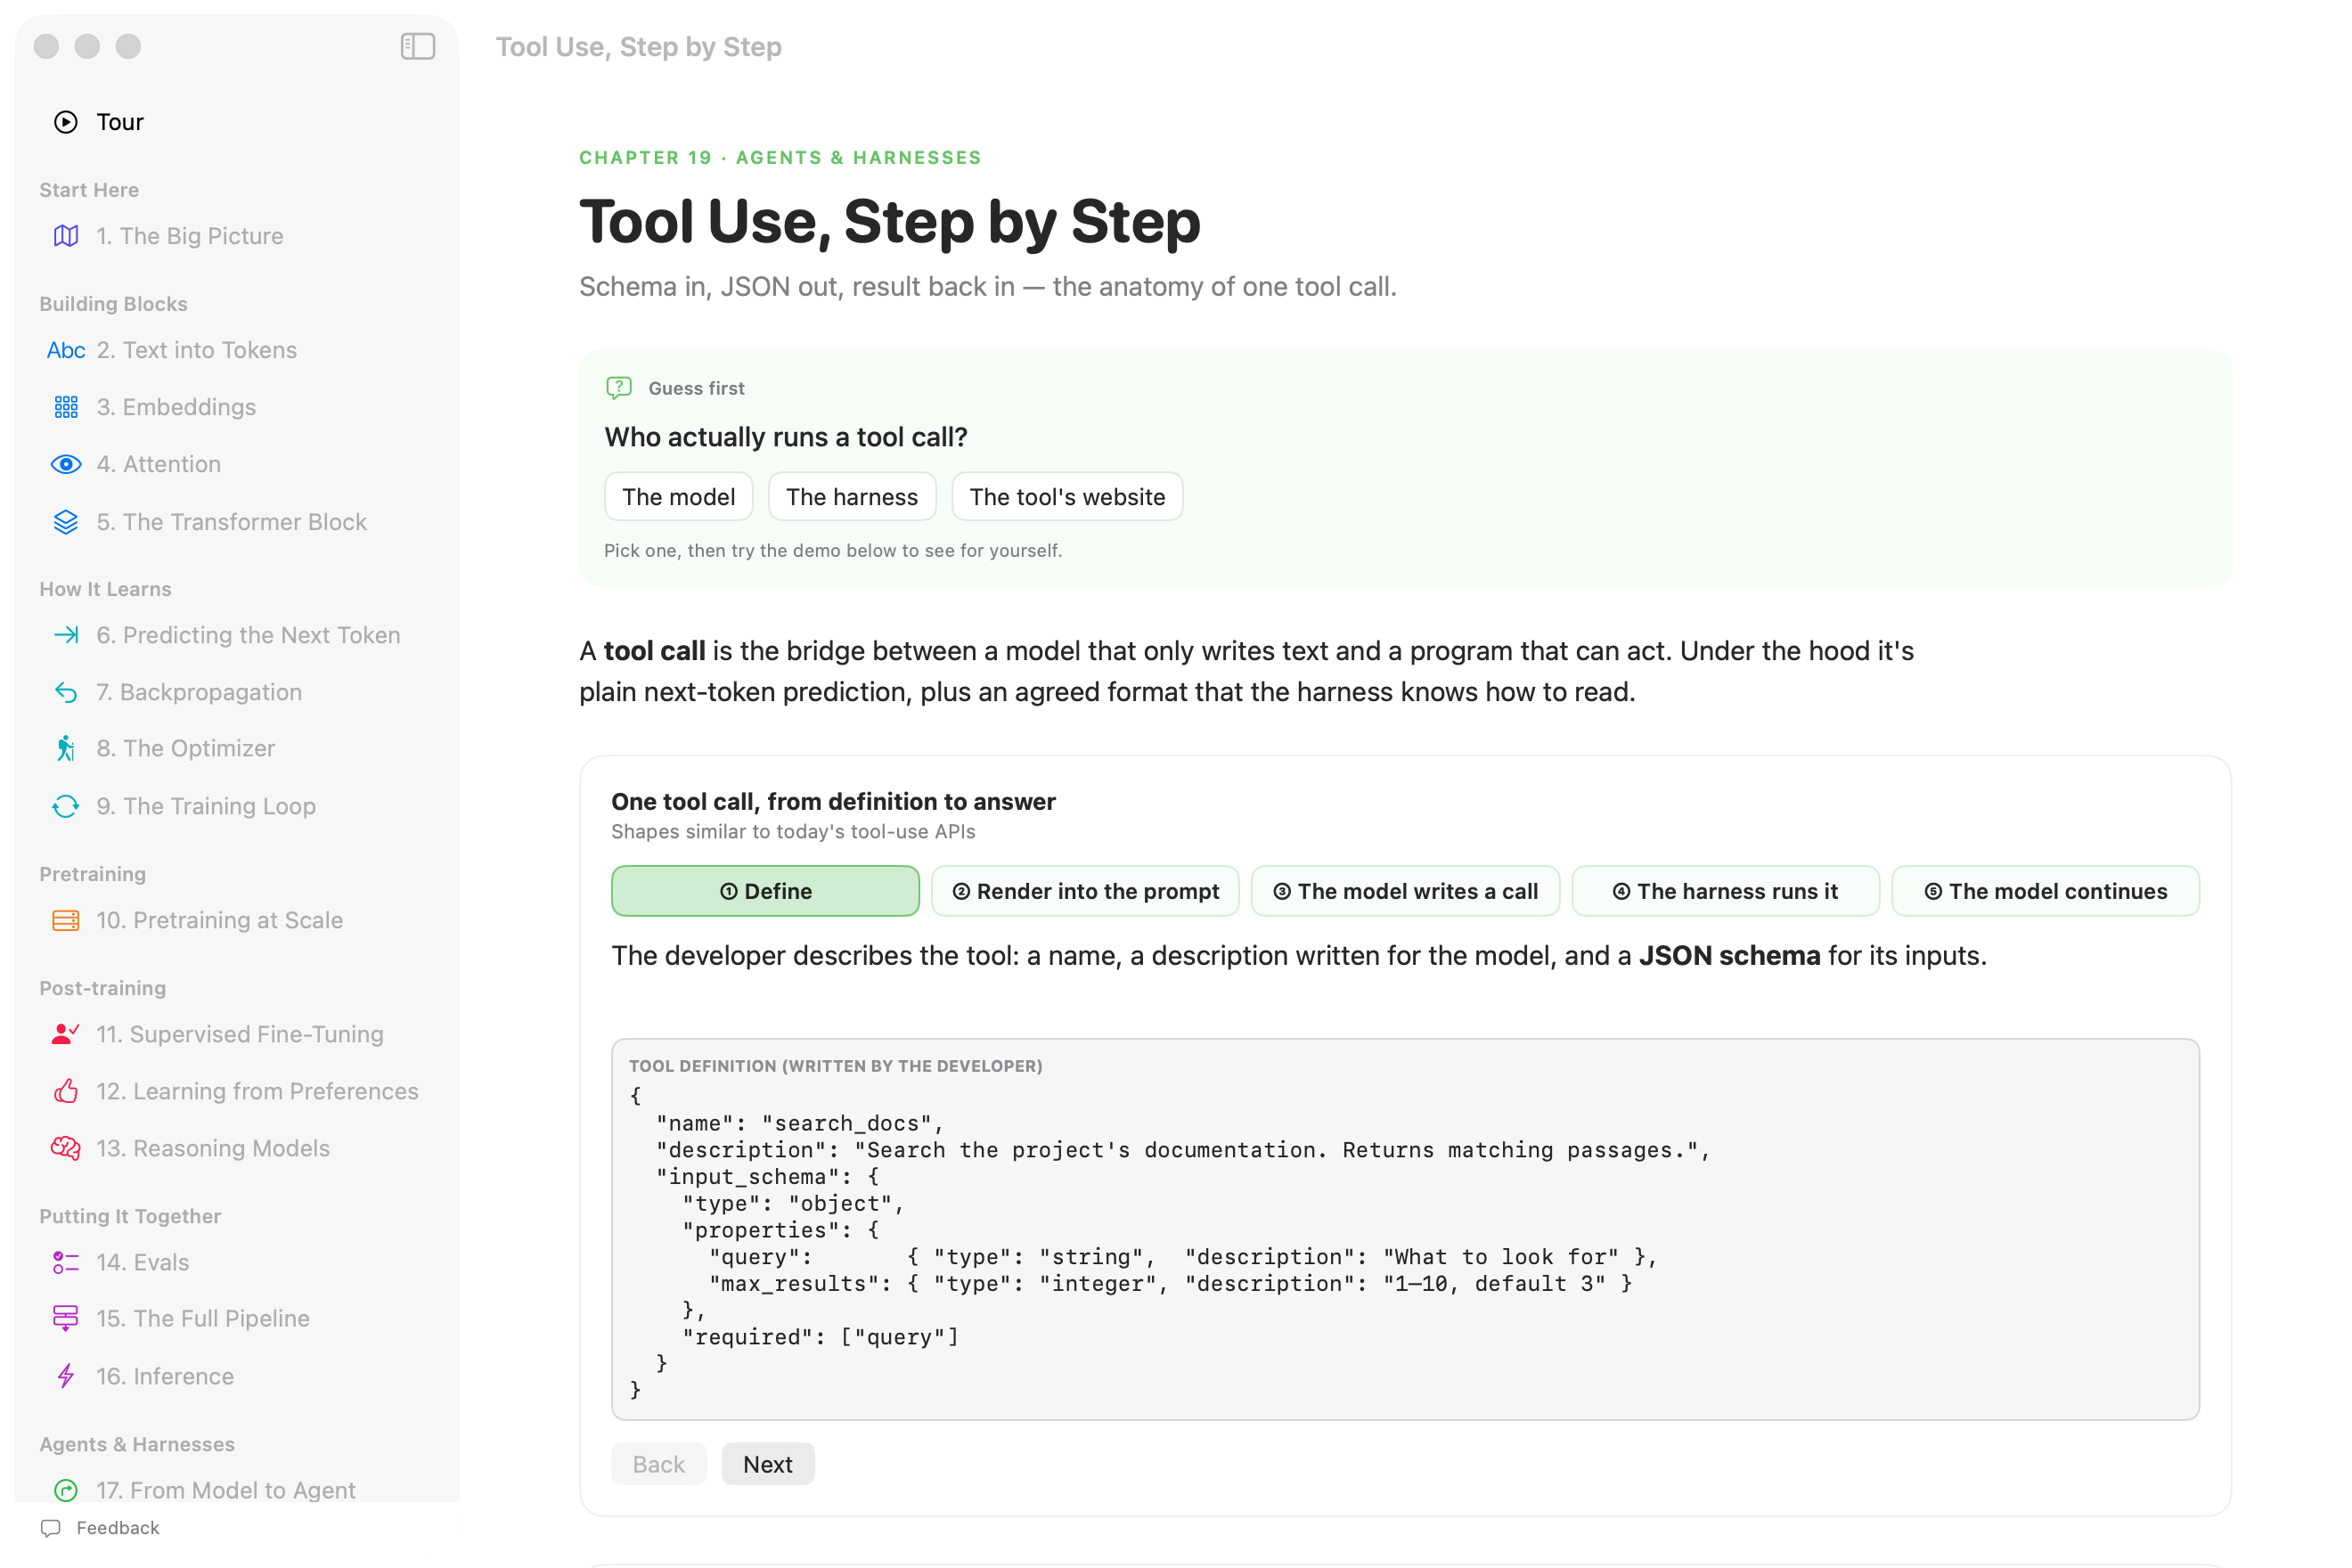 Tool Use, Step by Step
Tour
Start Here
1. The Big Picture
Building Blocks
Abc 2. Text into Tokens
3. Embeddings
4. Attention
5. The Transformer Block
How It Learns
6. Predicting the Next Token
7. Backpropagation
8. The Optimizer
9. The Training Loop
Pretraining
10. Pretraining at Scale
Post-training
11. Supervised Fine-Tuning
12. Learning from Preferences
13. Reasoning Models
Putting It Together
14. Evals
15. The Full Pipeline
16. Inference
Agents & Harnesses
17. From Model to Agent
Feedback
CHAPTER 19 · AGENTS & HARNESSES
Tool Use, Step by Step
Schema in, JSON out, result back in — the anatomy of one tool call.
Guess first
Who actually runs a tool call?
The model The harness The tool's website
Pick one, then try the demo below to see for yourself.
A tool call is the bridge between a model that only writes text and a program that can act. Under the hood it's
plain next-token prediction, plus an agreed format that the harness knows how to read.
One tool call, from definition to answer
Shapes similar to today's tool-use APIs
① Define ② Render into the prompt ③ The model writes a call ④ The harness runs it ⑤ The model continues
The developer describes the tool: a name, a description written for the model, and a JSON schema for its inputs.
TOOL DEFINITION (WRITTEN BY THE DEVELOPER)
{
  "name": "search_docs",
  "description": "Search the project's documentation. Returns matching passages.",
  "input_schema": {
    "type": "object",
    "properties": {
      "query":       { "type": "string",  "description": "What to look for" },
      "max_results": { "type": "integer", "description": "1–10, default 3" }
    },
    "required": ["query"]
  }
}
Back Next